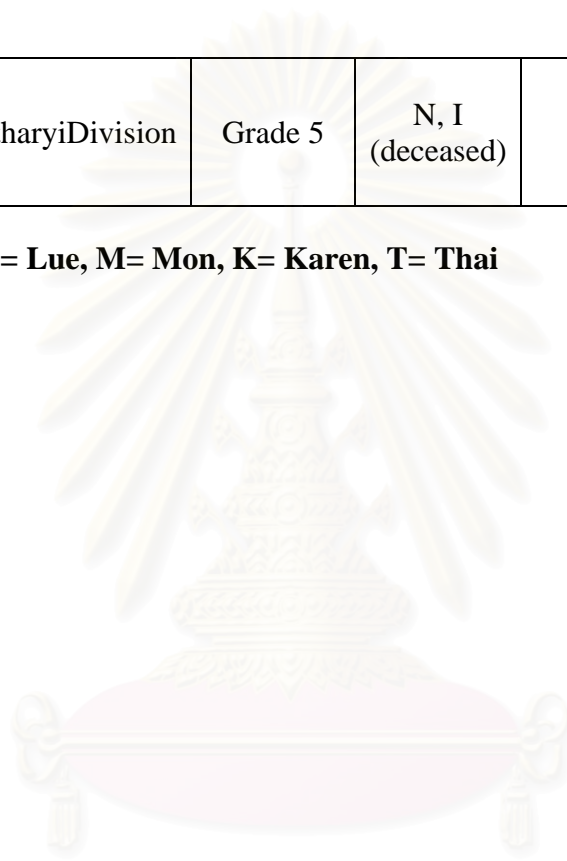 haryiDivision Grade 5 N, I
(deceased)
= Lue, M= Mon, K= Karen, T= Thai